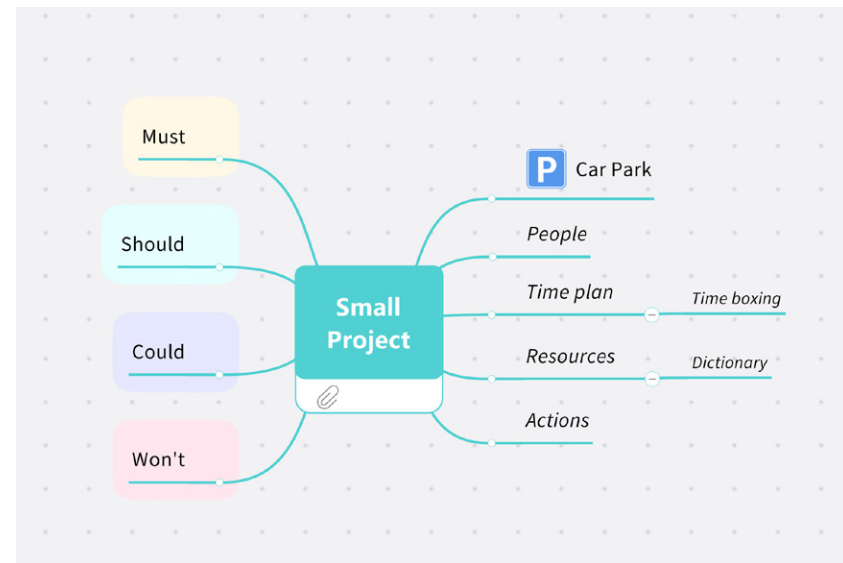 Must
Should
Could
Won't
Small
Project
P Car Park
People
Time plan
Time boxing
Resources
Dictionary
Actions